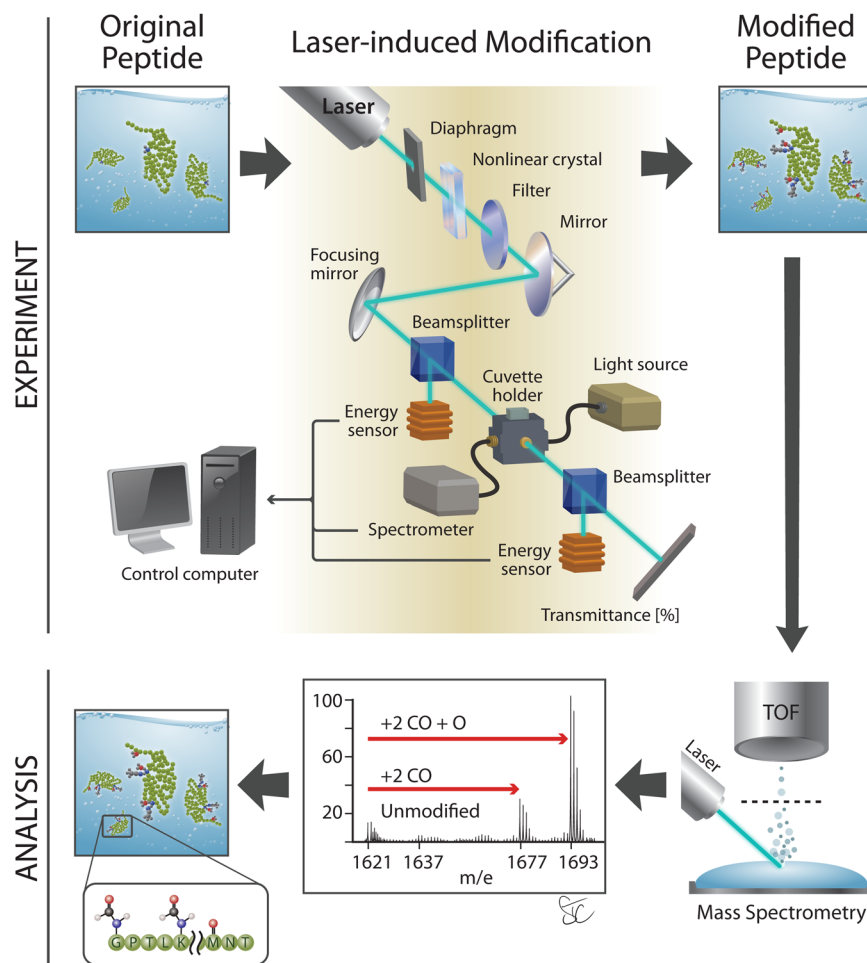 Original
Peptide
Laser-induced Modification
Modified
Peptide
EXPERIMENT
Laser
Diaphragm
Nonlinear crystal
Filter
Mirror
Focusing
mirror
Beamsplitter
Light source
Cuvette
holder
Energy
sensor
Beamsplitter
Spectrometer
Energy
sensor
Control computer
Transmittance [%]
ANALYSIS
100
+2 CO + O
60
+2 CO
Unmodified
20
1621 1637 1677 1693
m/e
TOF
Laser
Mass Spectrometry
G P T L K M N T